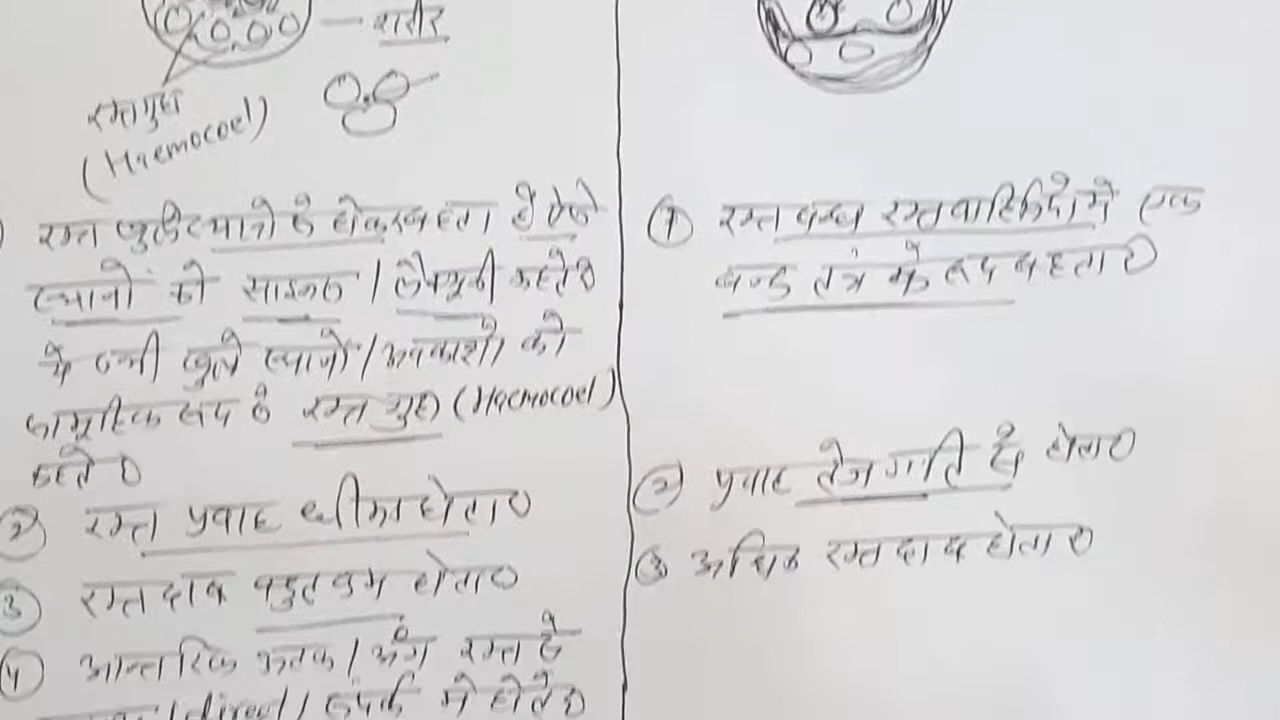 शरीर
रक्तगुहा
(Haemocoel)
रक्त खुले स्थानो से होकर बहता है ऐसे
स्थानों को साइनस / लैक्यूनी कहते है
ये सभी खुले स्थानों / अवकाशों को
सामूहिक रूप से रक्त गुहा (Haemocoel)
कहते है
② रक्त प्रवाह धीमा होता है
③ रक्त दाब बहुत कम होता है
④ आन्तरिक ऊतक / अंग रक्त से
/ direct / संपर्क मे होते है
① रक्त बन्द रक्त वाहिनियों में एक
बन्द तंत्र के रूप बहता है
② प्रवाह तेज गति से होता है
③ अधिक रक्त दाब होता है